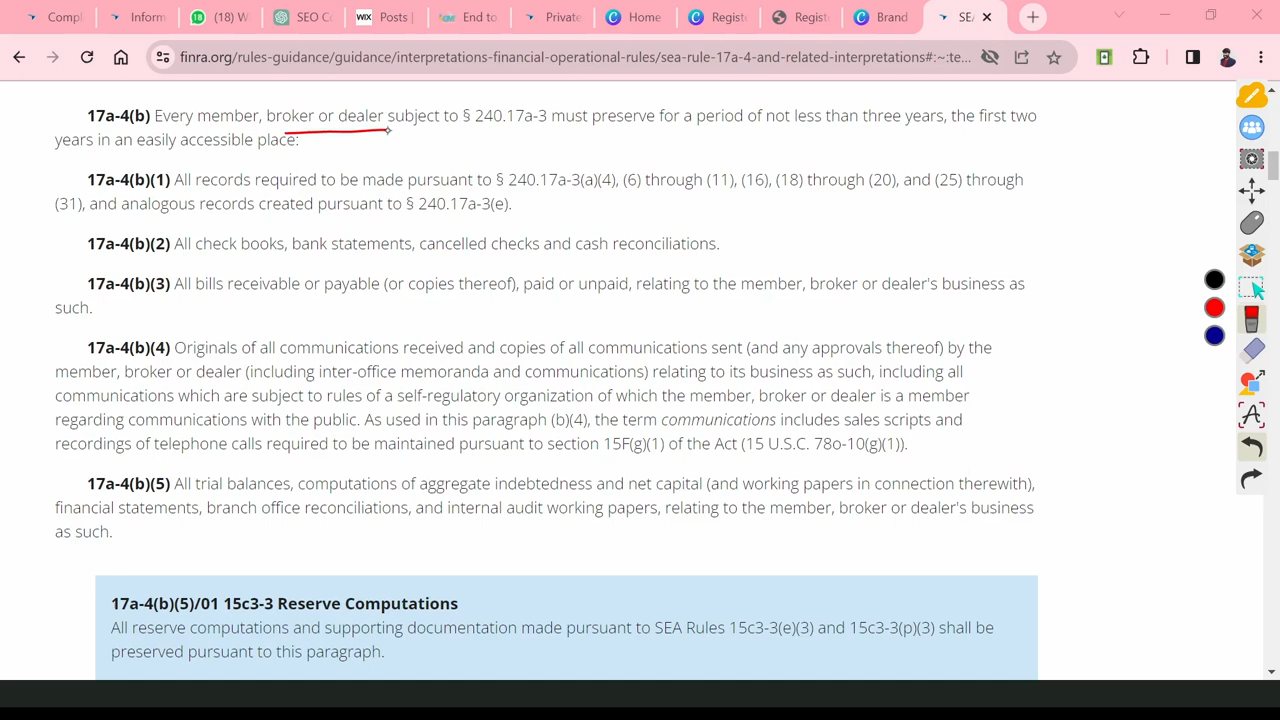 Compl
Inform
(18) W
SEO C
WIX Posts |
End to
Private
Home
Registe
Regist
Brand
SEA
finra.org/rules-guidance/guidance/interpretations-financial-operational-rules/sea-rule-17a-4-and-related-interpretations#:~:te...
17a-4(b) Every member, broker or dealer subject to § 240.17a-3 must preserve for a period of not less than three years, the first two
years in an easily accessible place:
17a-4(b)(1) All records required to be made pursuant to § 240.17a-3(a)(4), (6) through (11), (16), (18) through (20), and (25) through
(31), and analogous records created pursuant to § 240.17a-3(e).
17a-4(b)(2) All check books, bank statements, cancelled checks and cash reconciliations.
17a-4(b)(3) All bills receivable or payable (or copies thereof), paid or unpaid, relating to the member, broker or dealer's business as
such.
17a-4(b)(4) Originals of all communications received and copies of all communications sent (and any approvals thereof) by the
member, broker or dealer (including inter-office memoranda and communications) relating to its business as such, including all
communications which are subject to rules of a self-regulatory organization of which the member, broker or dealer is a member
regarding communications with the public. As used in this paragraph (b)(4), the term communications includes sales scripts and
recordings of telephone calls required to be maintained pursuant to section 15F(g)(1) of the Act (15 U.S.C. 78o-10(g)(1)).
17a-4(b)(5) All trial balances, computations of aggregate indebtedness and net capital (and working papers in connection therewith),
financial statements, branch office reconciliations, and internal audit working papers, relating to the member, broker or dealer's business
as such.
17a-4(b)(5)/01 15c3-3 Reserve Computations
All reserve computations and supporting documentation made pursuant to SEA Rules 15c3-3(e)(3) and 15c3-3(p)(3) shall be
preserved pursuant to this paragraph.